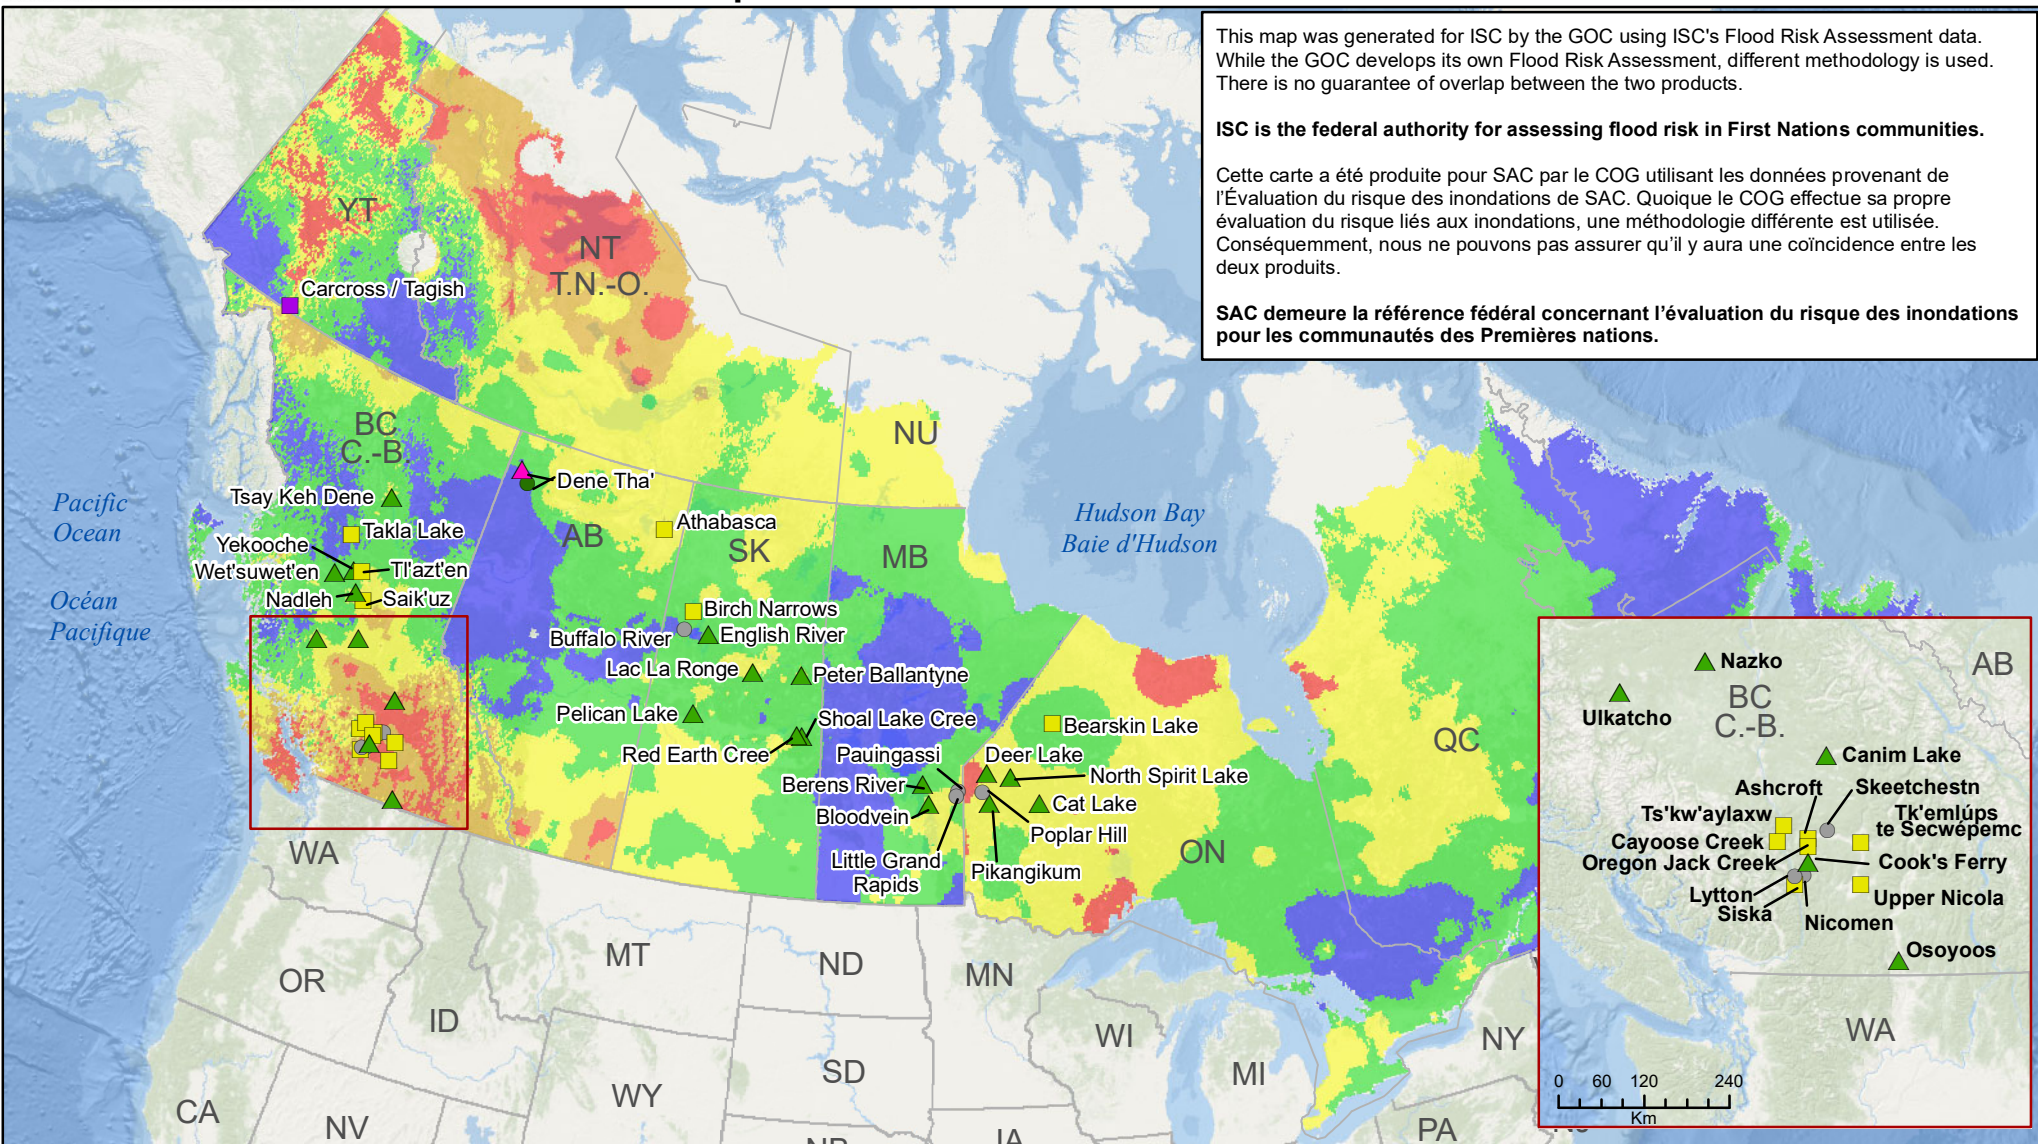 This map was generated for ISC by the GOC using ISC's Flood Risk Assessment data.
While the GOC develops its own Flood Risk Assessment, different methodology is used.
There is no guarantee of overlap between the two products.
ISC is the federal authority for assessing flood risk in First Nations communities.
Cette carte a été produite pour SAC par le COG utilisant les données provenant de
l'Évaluation du risque des inondations de SAC. Quoique le COG effectue sa propre
évaluation du risque liés aux inondations, une méthodologie différente est utilisée.
Conséquemment, nous ne pouvons pas assurer qu'il y aura une coïncidence entre les
deux produits.
SAC demeure la référence fédéral concernant l'évaluation du risque des inondations
pour les communautés des Premières nations.
YT
NT
T.N.-O.
Carcross / Tagish
NU
BC
C.-B.
Dene Tha'
Tsay Keh Dene
Pacific
Ocean
Hudson Bay
Baie d'Hudson
Athabasca
Takla Lake
AB
SK
MB
Yekooche
Wet'suwet'en
Tl'azt'en
Nadleh
Saik'uz
Océan
Pacifique
Birch Narrows
Buffalo River
English River
Lac La Ronge
Peter Ballantyne
Pelican Lake
Shoal Lake Cree
Red Earth Cree
Bearskin Lake
QC
Pauingassi
Deer Lake
North Spirit Lake
Berens River
Bloodvein
Cat Lake
Poplar Hill
Little Grand
Rapids
Pikangikum
ON
WA
MT
ND
MN
OR
ID
WI
NY
SD
MI
WY
CA
NV
IA
PA
Nazko
AB
BC
C.-B.
Ulkatcho
Canim Lake
Ashcroft
Skeetchestn
Ts'kw'aylaxw
Tk'emlúps
te Secwépemc
Cayoose Creek
Oregon Jack Creek
Cook's Ferry
Lytton
Siska
Upper Nicola
Nicomen
Osoyoos
WA
0 60 120 240
Km